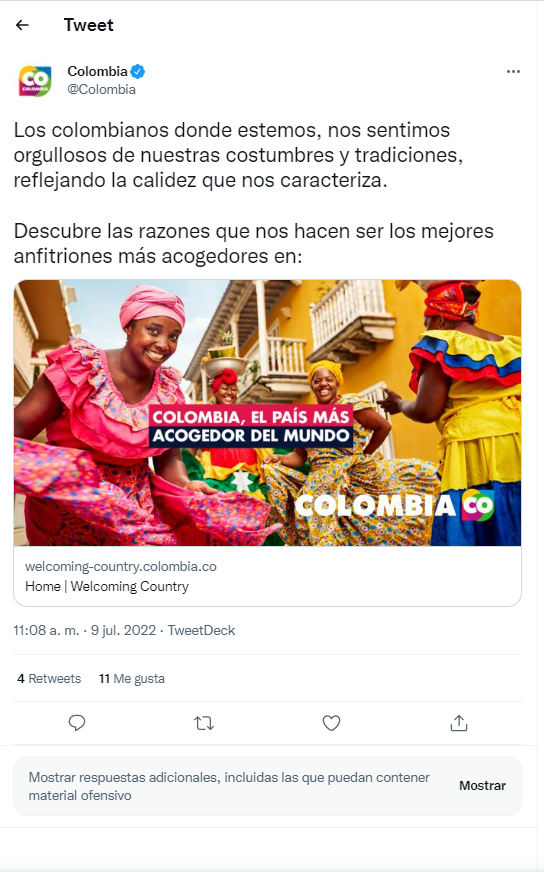 Tweet
CO
COLOMBIA
Colombia
@Colombia
Los colombianos donde estemos, nos sentimos
orgullosos de nuestras costumbres y tradiciones,
reflejando la calidez que nos caracteriza.
Descubre las razones que nos hacen ser los mejores
anfitriones más acogedores en:
COLOMBIA, EL PAÍS MÁS
ACOGEDOR DEL MUNDO
COLOMBIA CO
welcoming-country.colombia.co
Home | Welcoming Country
11:08 a. m. · 9 jul. 2022 · TweetDeck
4 Retweets 11 Me gusta
Mostrar respuestas adicionales, incluidas las que puedan contener
material ofensivo
Mostrar